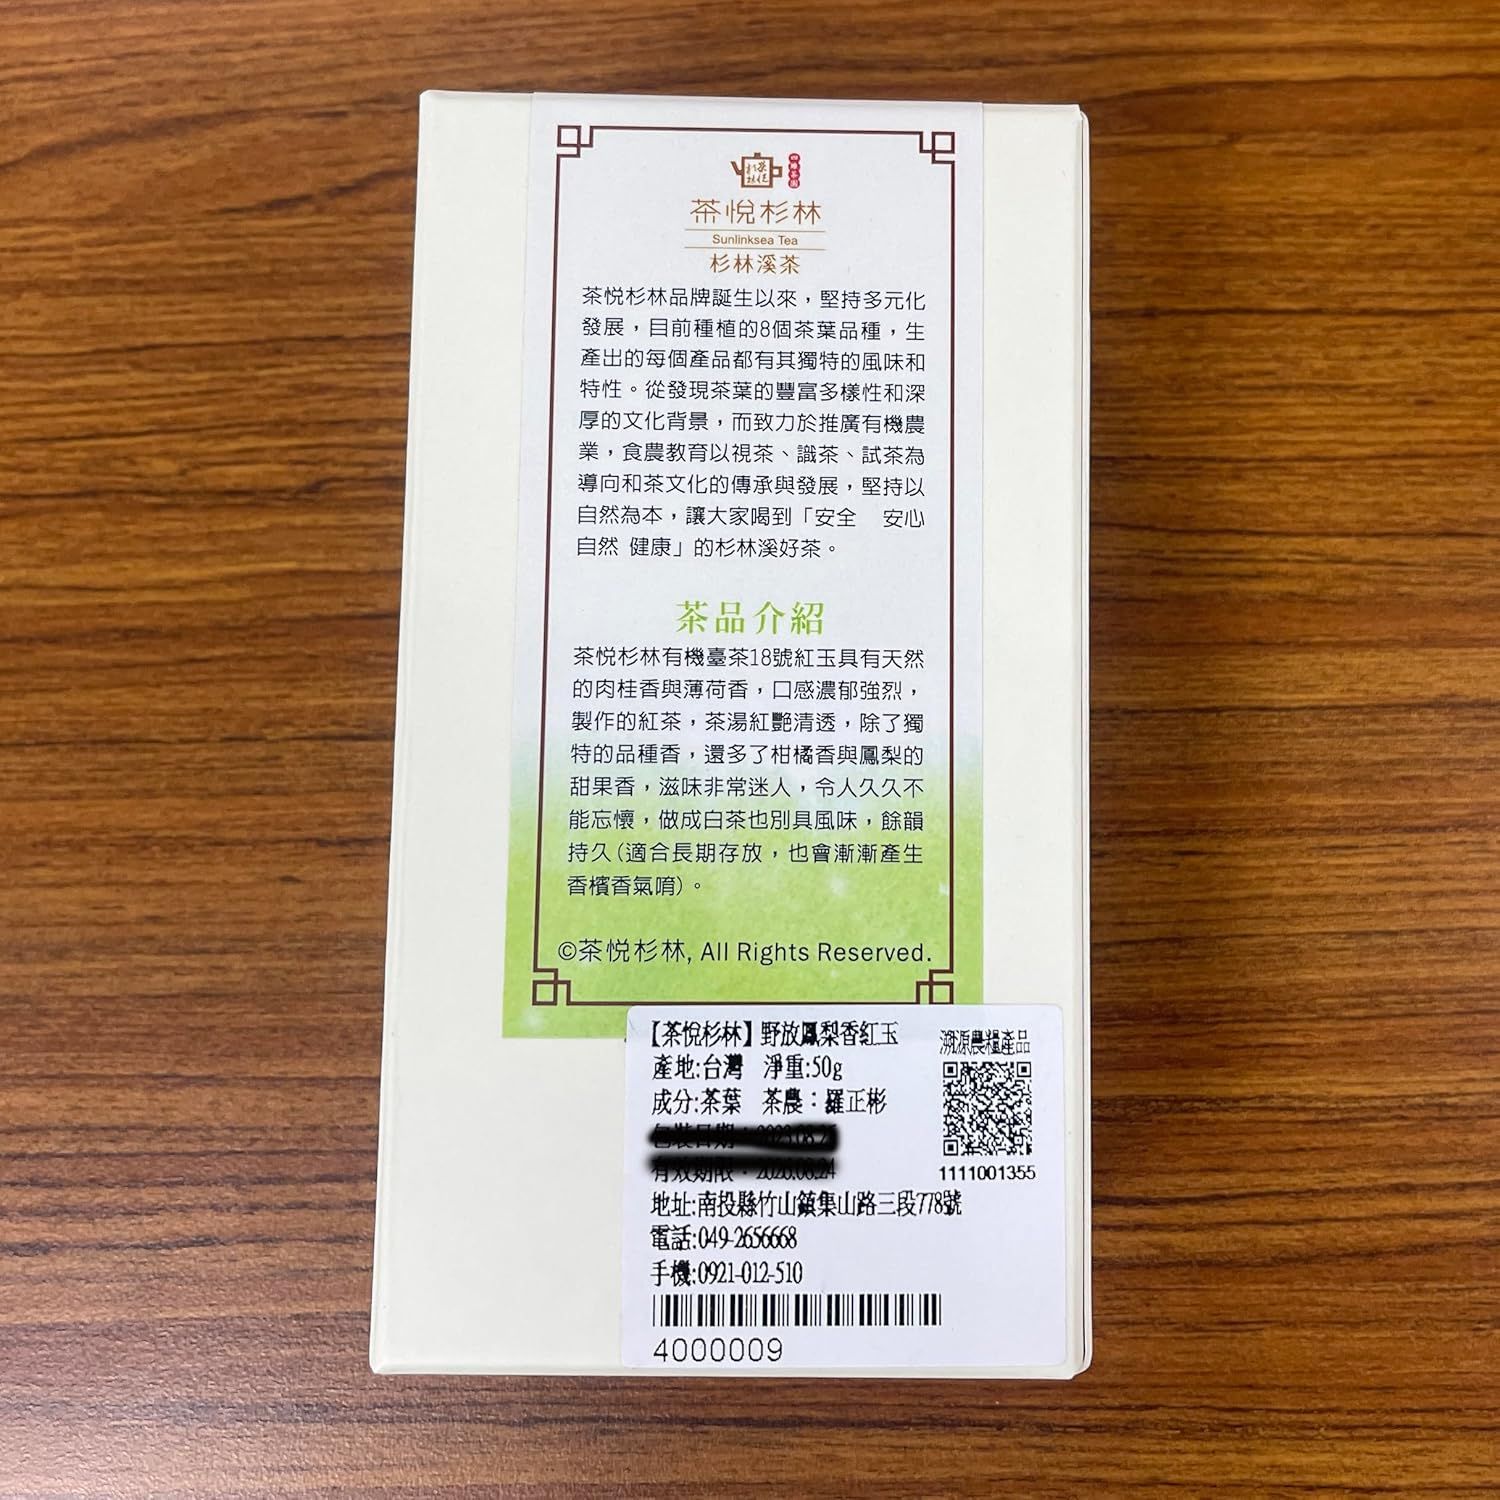 茶悅杉林
四季茶園
茶悅杉林
Sunlinksea Tea
杉林溪茶
茶悅杉林品牌誕生以來，堅持多元化
發展，目前種植的8個茶葉品種，生
產出的每個產品都有其獨特的風味和
特性。從發現茶葉的豐富多樣性和深
厚的文化背景，而致力於推廣有機農
業，食農教育以視茶、識茶、試茶為
導向和茶文化的傳承與發展，堅持以
自然為本，讓大家喝到「安全　安心
自然 健康」的杉林溪好茶。
茶品介紹
茶悅杉林有機臺茶18號紅玉具有天然
的肉桂香與薄荷香，口感濃郁強烈，
製作的紅茶，茶湯紅艷清透，除了獨
特的品種香，還多了柑橘香與鳳梨的
甜果香，滋味非常迷人，令人久久不
能忘懷，做成白茶也別具風味，餘韻
持久(適合長期存放，也會漸漸產生
香檳香氣唷)。
©茶悅杉林, All Rights Reserved.
【茶悅杉林】野放鳳梨香紅玉
產地:台灣 淨重:50g
成分:茶葉 茶農：羅正彬
溯源農糧產品
1111001355
地址:南投縣竹山鎮集山路三段778號
電話:049-2656668
手機:0921-012-510
4000009